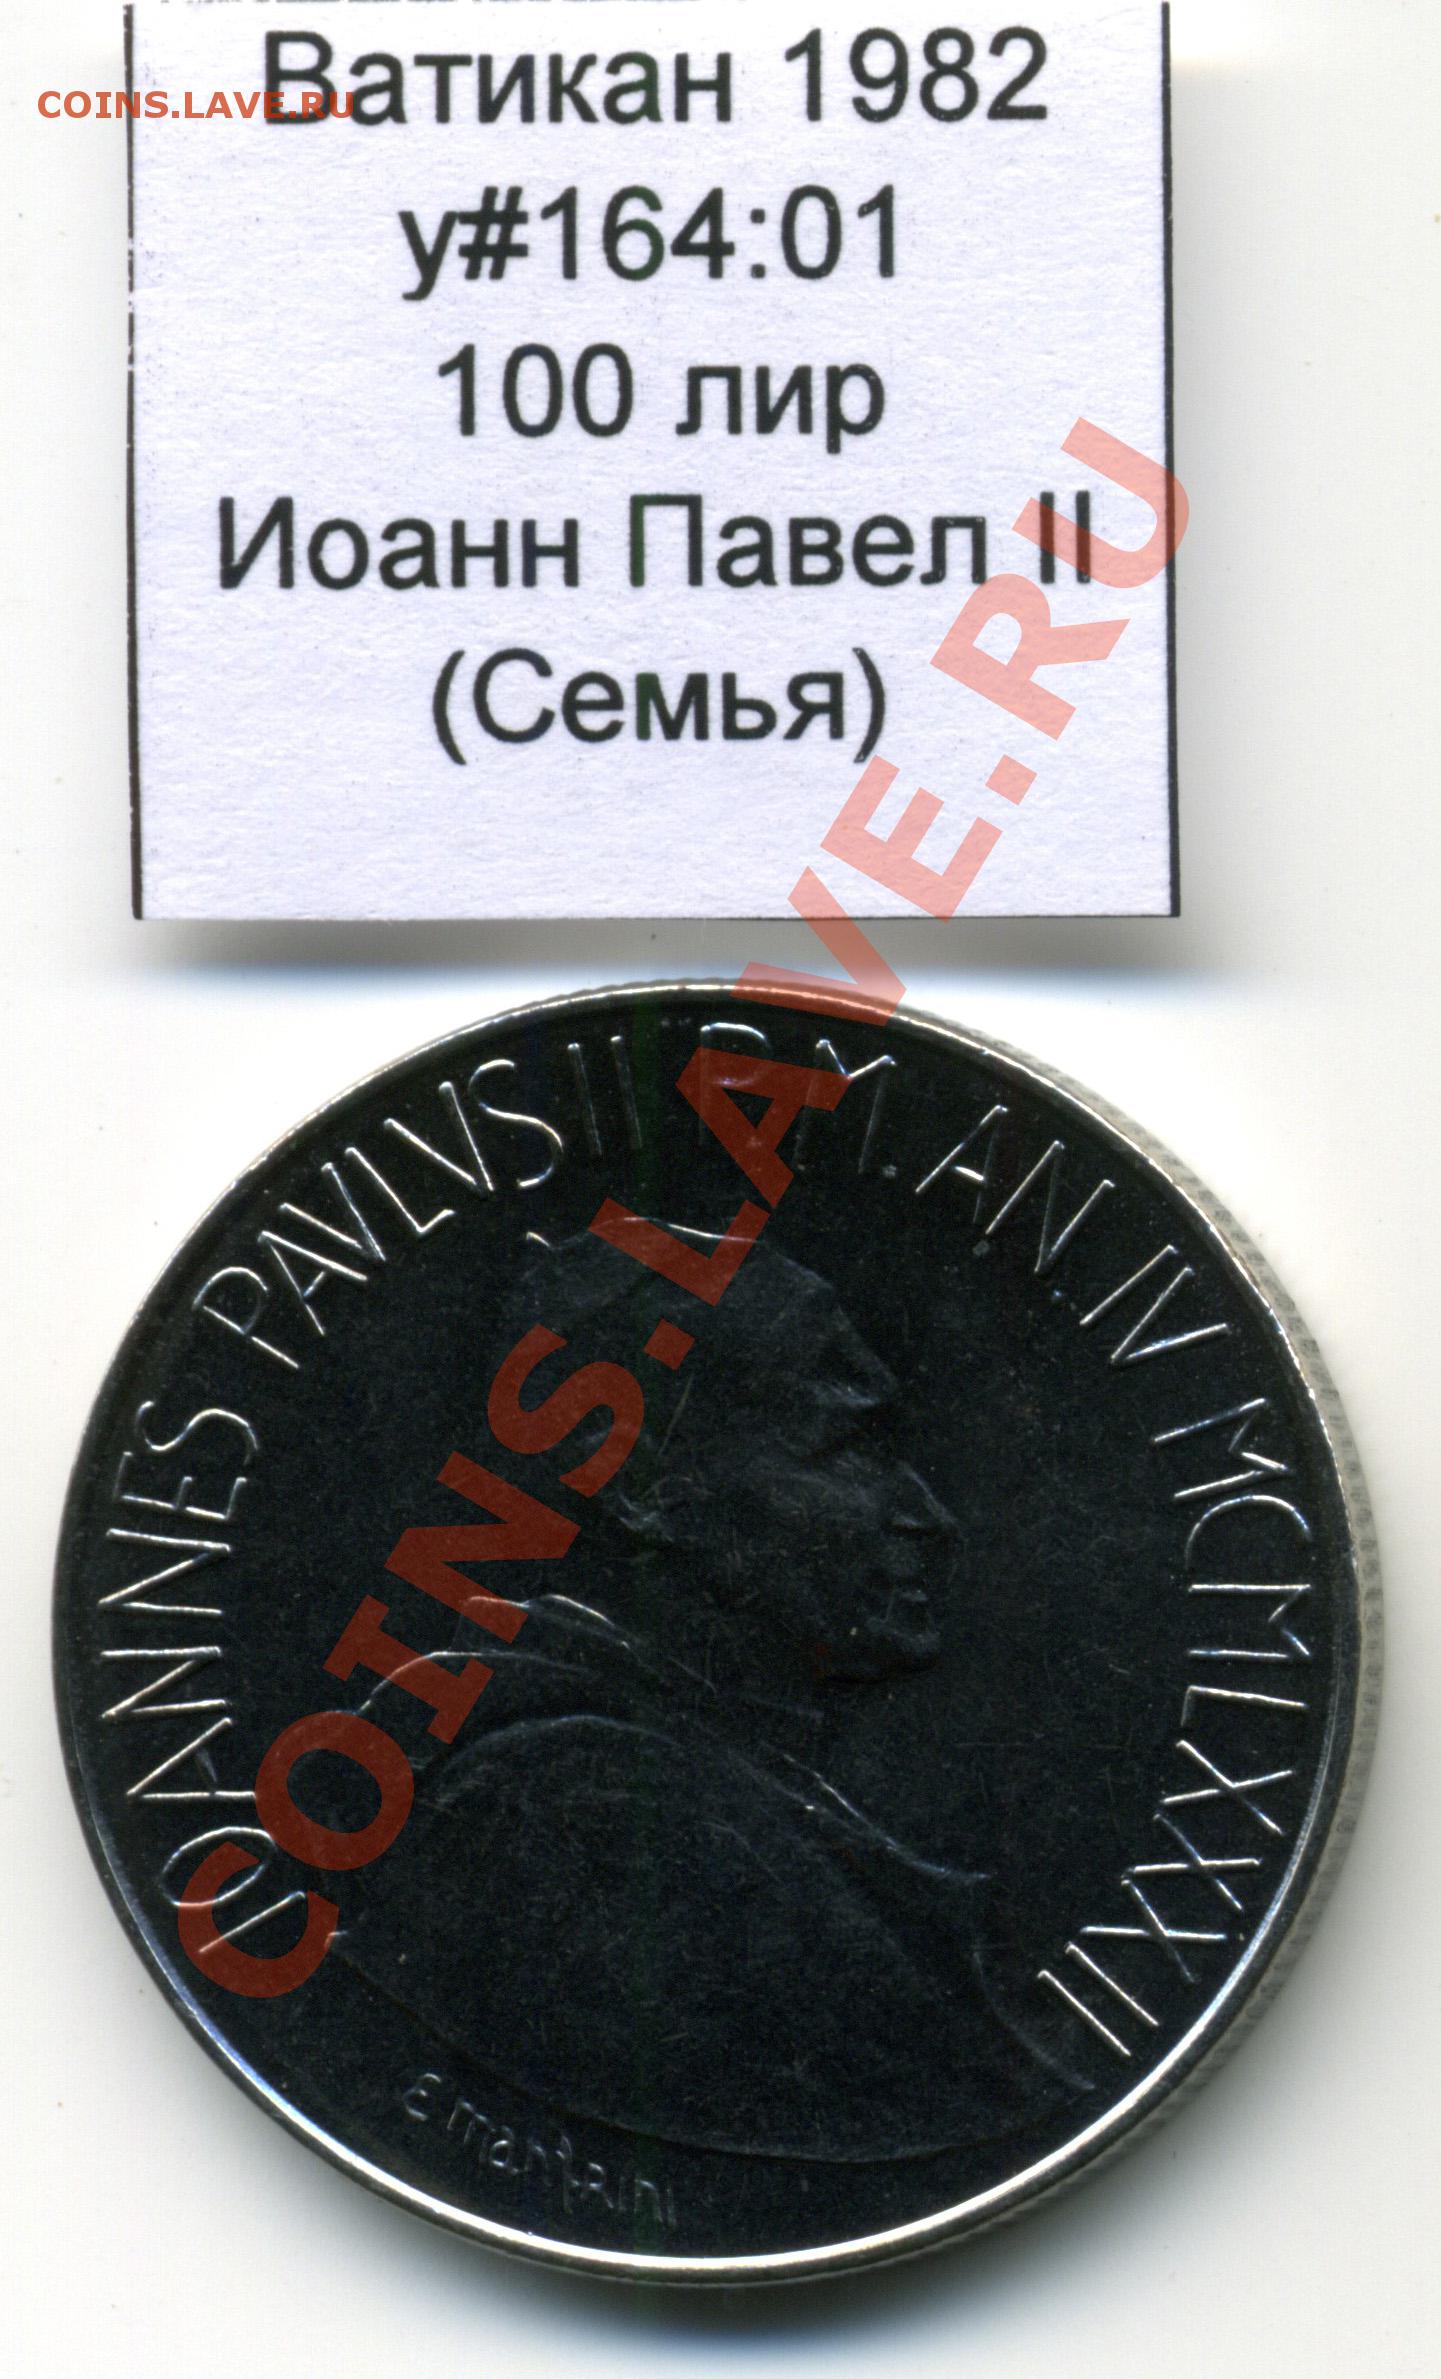 Ватикан 1982
COINS.LAVE.RU
y#164:01
100 лир
Иоанн Павел II
(Семья)
COINS.LAVE.RU
IOANNES PAVLVS II P.M. AN. IV MCMLXXXII
E manfrini